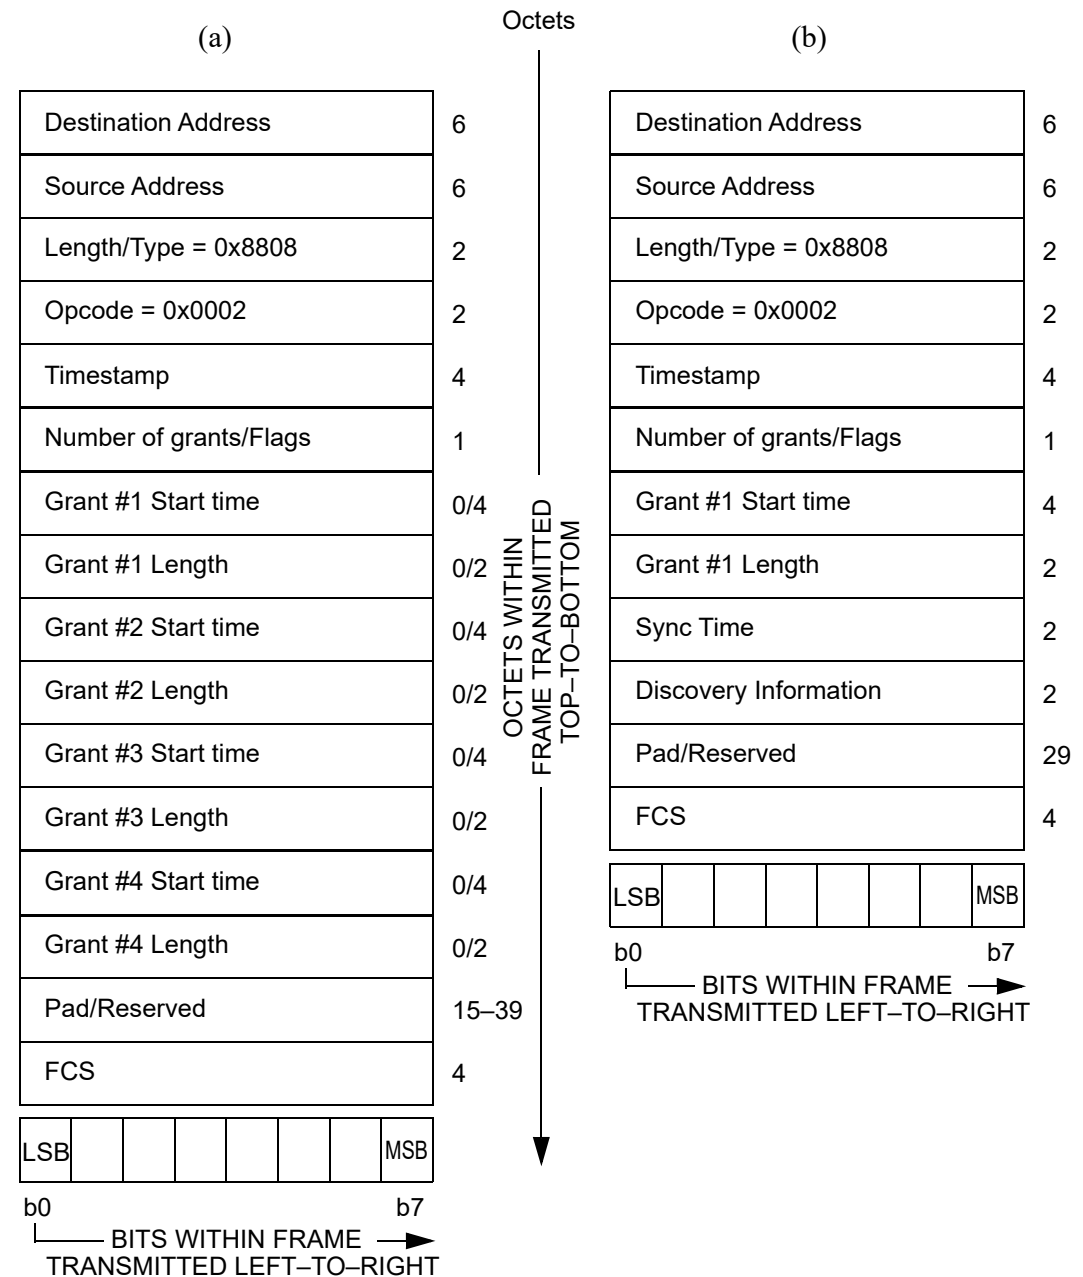 Octets
(a)
Destination Address 6
Source Address 6
Length/Type = 0x8808 2
Opcode = 0x0002 2
Timestamp 4
Number of grants/Flags 1
Grant #1 Start time 0/4
Grant #1 Length 0/2
Grant #2 Start time 0/4
Grant #2 Length 0/2
Grant #3 Start time 0/4
Grant #3 Length 0/2
Grant #4 Start time 0/4
Grant #4 Length 0/2
Pad/Reserved 15–39
FCS 4
LSB MSB
b0 b7
BITS WITHIN FRAME
TRANSMITTED LEFT–TO–RIGHT
OCTETS WITHIN
FRAME TRANSMITTED
TOP–TO–BOTTOM
(b)
Destination Address 6
Source Address 6
Length/Type = 0x8808 2
Opcode = 0x0002 2
Timestamp 4
Number of grants/Flags 1
Grant #1 Start time 4
Grant #1 Length 2
Sync Time 2
Discovery Information 2
Pad/Reserved 29
FCS 4
LSB MSB
b0 b7
BITS WITHIN FRAME
TRANSMITTED LEFT–TO–RIGHT